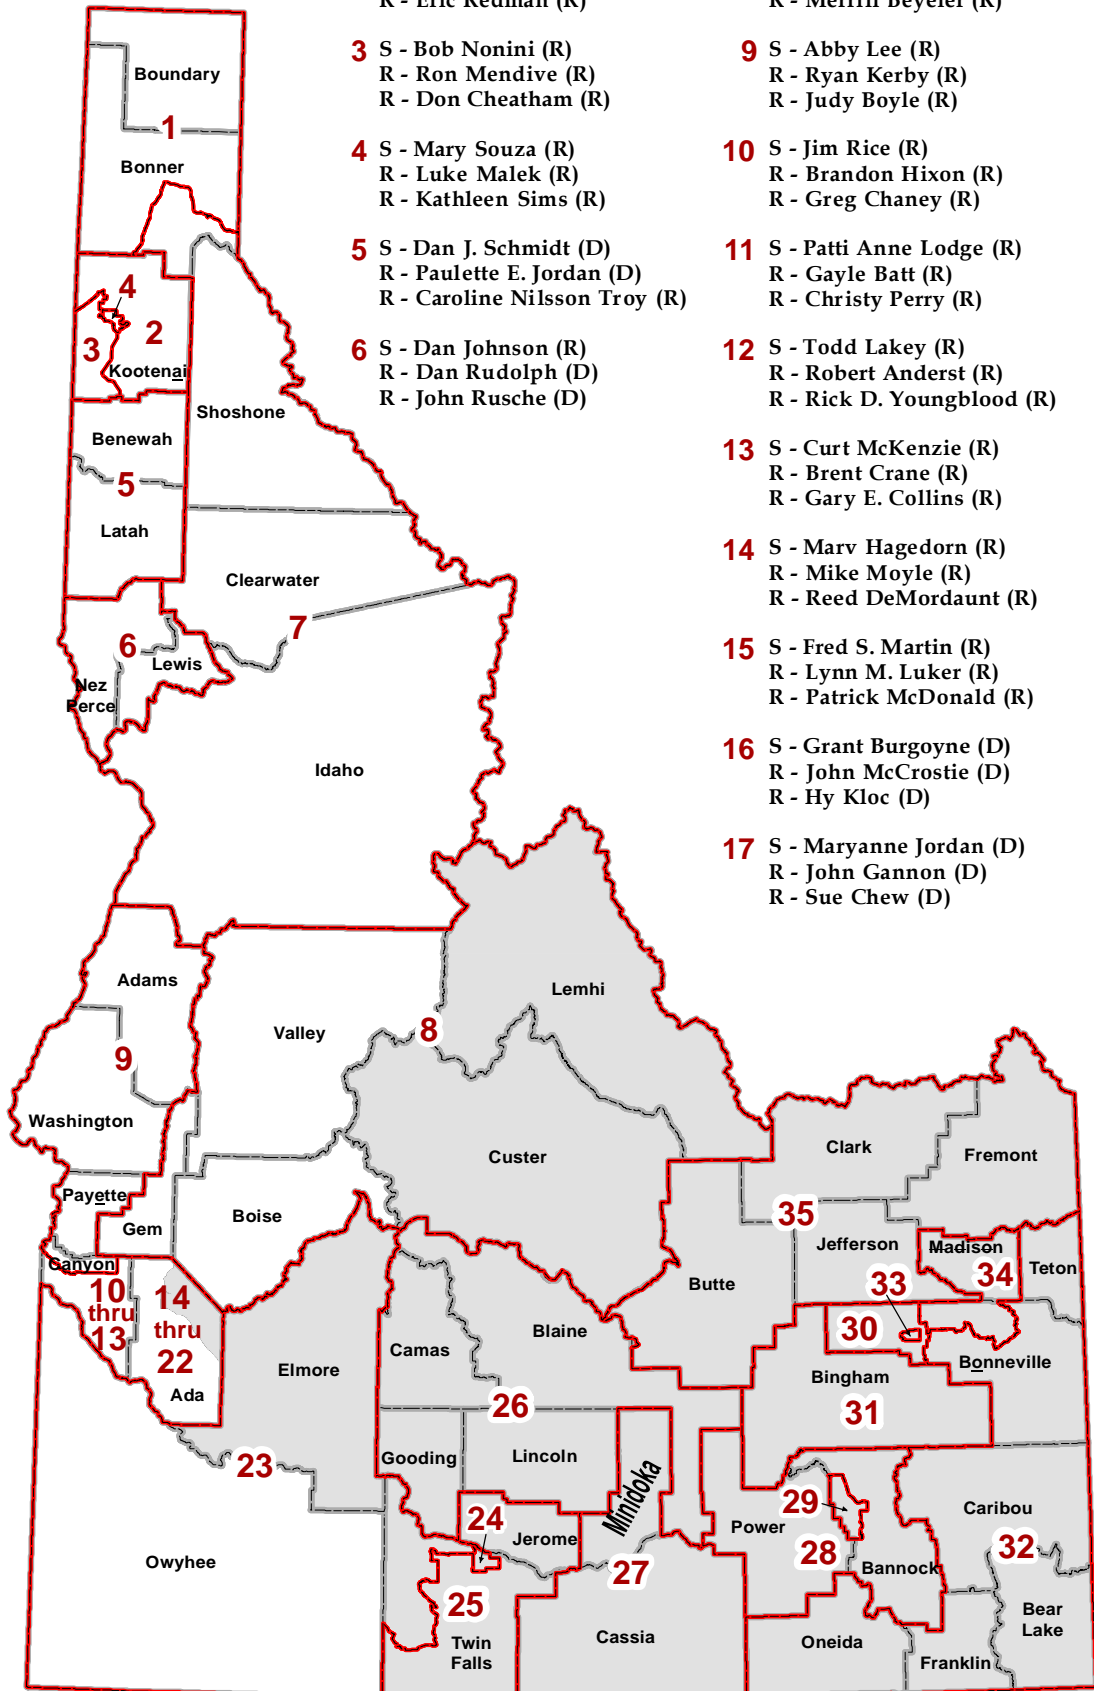 R - Eric Redman (R)
3 S - Bob Nonini (R)
R - Ron Mendive (R)
R - Don Cheatham (R)
4 S - Mary Souza (R)
R - Luke Malek (R)
R - Kathleen Sims (R)
5 S - Dan J. Schmidt (D)
R - Paulette E. Jordan (D)
R - Caroline Nilsson Troy (R)
6 S - Dan Johnson (R)
R - Dan Rudolph (D)
R - John Rusche (D)
R - Merrill Beyeler (R)
9 S - Abby Lee (R)
R - Ryan Kerby (R)
R - Judy Boyle (R)
10 S - Jim Rice (R)
R - Brandon Hixon (R)
R - Greg Chaney (R)
11 S - Patti Anne Lodge (R)
R - Gayle Batt (R)
R - Christy Perry (R)
12 S - Todd Lakey (R)
R - Robert Anderst (R)
R - Rick D. Youngblood (R)
13 S - Curt McKenzie (R)
R - Brent Crane (R)
R - Gary E. Collins (R)
14 S - Marv Hagedorn (R)
R - Mike Moyle (R)
R - Reed DeMordaunt (R)
15 S - Fred S. Martin (R)
R - Lynn M. Luker (R)
R - Patrick McDonald (R)
16 S - Grant Burgoyne (D)
R - John McCrostie (D)
R - Hy Kloc (D)
17 S - Maryanne Jordan (D)
R - John Gannon (D)
R - Sue Chew (D)
Boundary
1
Bonner
4
2
3
Kootenai
Shoshone
Benewah
5
Latah
Clearwater
7
6
Lewis
Nez
Perce
Idaho
Adams
Lemhi
Valley
8
9
Washington
Custer
Clark
Fremont
Payette
Gem
Boise
35
Jefferson
Madison
34
Teton
Canyon
10
thru
13
14
thru
22
Ada
Butte
33
30
Blaine
Camas
Elmore
Bonneville
Bingham
31
26
Gooding
Lincoln
Minidoka
23
24
Jerome
29
Power
28
Caribou
32
Bannock
Owyhee
27
25
Twin
Falls
Cassia
Oneida
Bear
Lake
Franklin